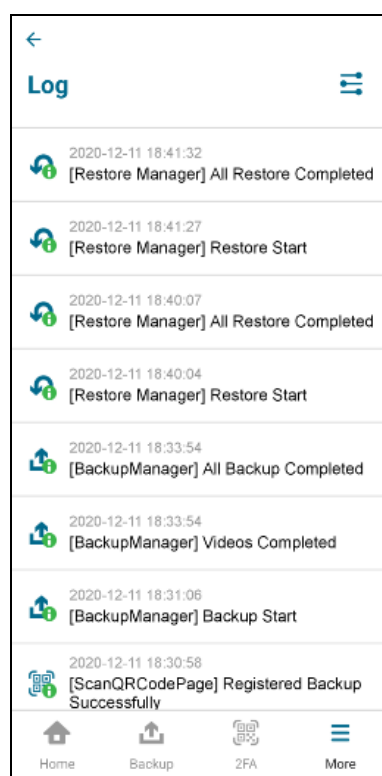 Log
2020-12-11 18:41:32
[Restore Manager] All Restore Completed
2020-12-11 18:41:27
[Restore Manager] Restore Start
2020-12-11 18:40:07
[Restore Manager] All Restore Completed
2020-12-11 18:40:04
[Restore Manager] Restore Start
2020-12-11 18:33:54
[BackupManager] All Backup Completed
2020-12-11 18:33:54
[BackupManager] Videos Completed
2020-12-11 18:31:06
[BackupManager] Backup Start
2020-12-11 18:30:58
[ScanQRCodePage] Registered Backup
Successfully
Home Backup 2FA More